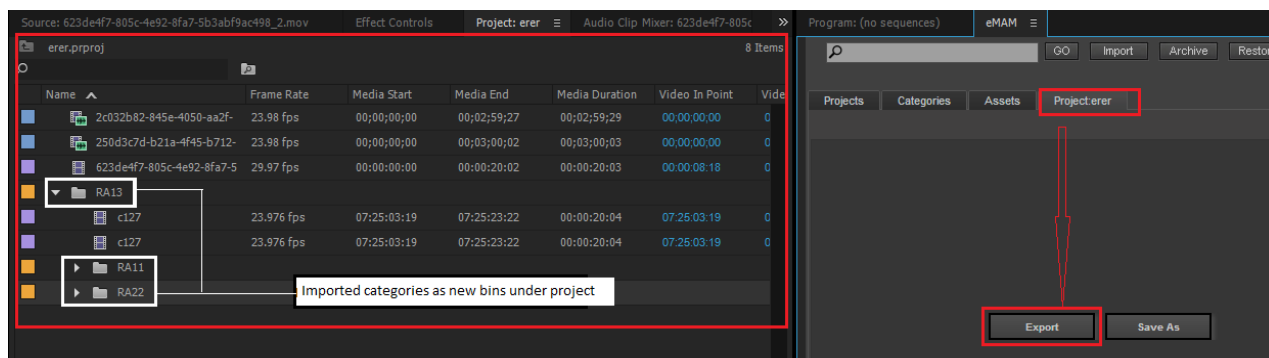 Source: 623de4f7-805c-4e92-8fa7-5b3abf9ac498_2.mov Effect Controls Project: erer Audio Clip Mixer: 623de4f7-805c
Program: (no sequences) eMAM
erer.prproj 8 Items
GO Import Archive Resto
Name Frame Rate Media Start Media End Media Duration Video In Point Vide
Projects Categories Assets Project:erer
2c032b82-845e-4050-aa2f- 23.98 fps 00;00;00;00 00;02;59;27 00;02;59;29 00;00;00;00 0
250d3c7d-b21a-4f45-b712- 23.98 fps 00;00;00;00 00;03;00;02 00;03;00;03 00;00;00;00 0
623de4f7-805c-4e92-8fa7-5 29.97 fps 00:00:00:00 00:00:20:02 00:00:20:03 00:00:08:18 0
RA13
c127 23.976 fps 07:25:03:19 07:25:23:22 00:00:20:04 07:25:03:19 0
c127 23.976 fps 07:25:03:19 07:25:23:22 00:00:20:04 07:25:03:19 0
RA11
RA22
Imported categories as new bins under project
Export Save As